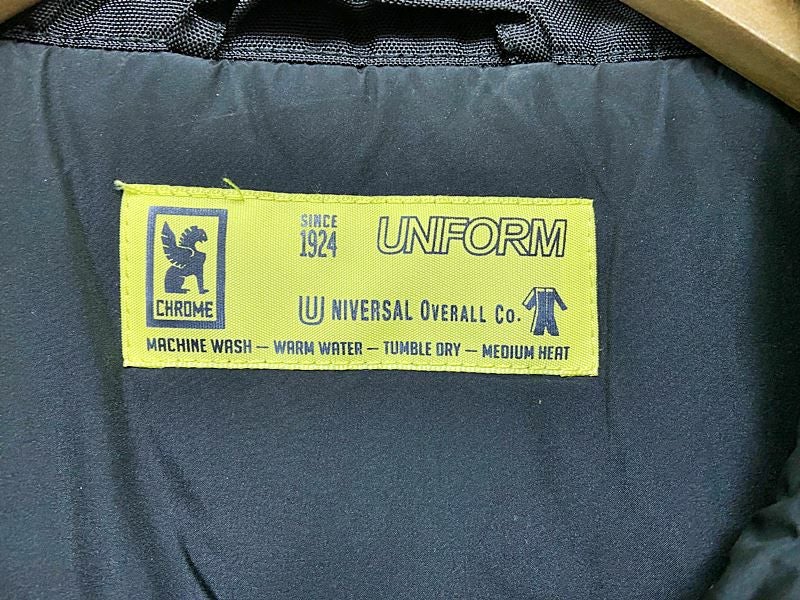 CHROME
SINCE
1924
UNIFORM
UNIVERSAL OVERALL CO.
MACHINE WASH — WARM WATER — TUMBLE DRY — MEDIUM HEAT